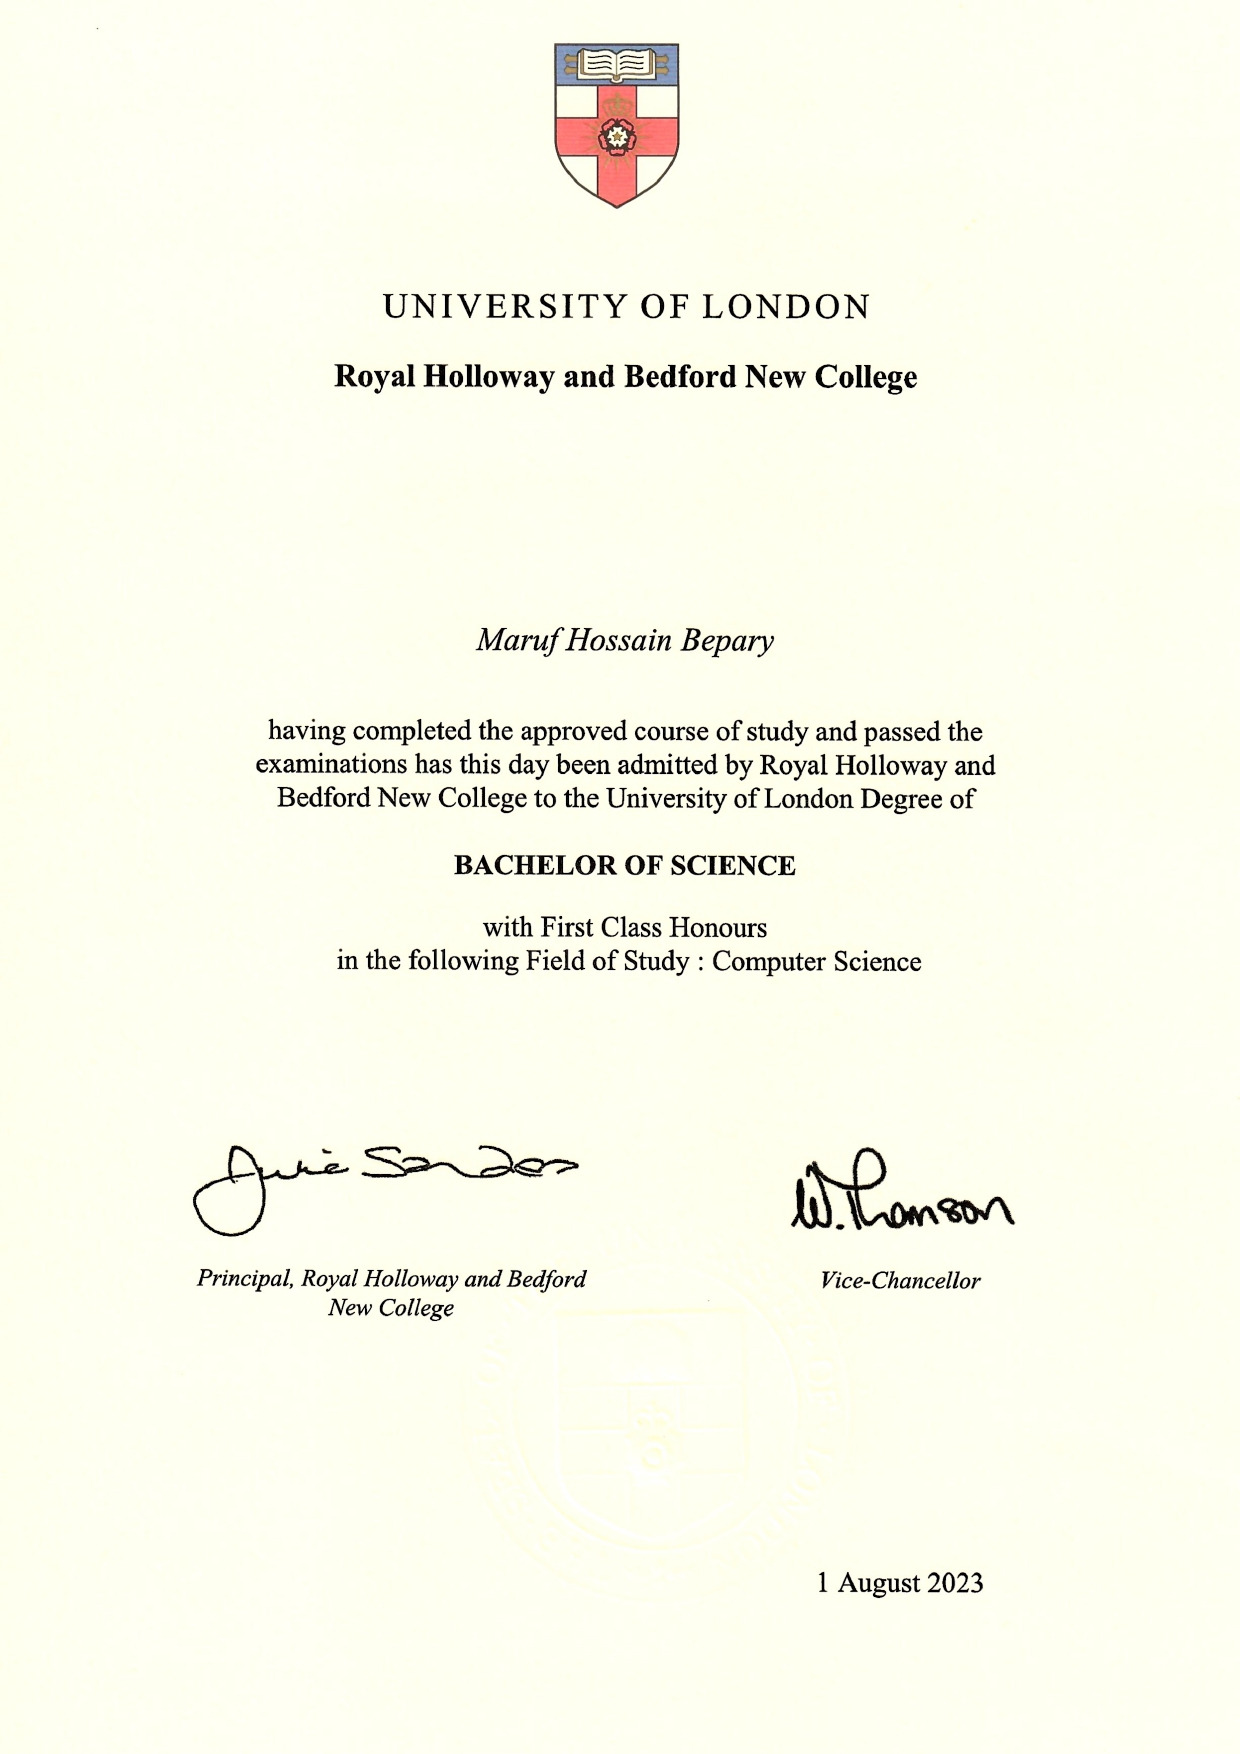 UNIVERSITY OF LONDON
Royal Holloway and Bedford New College
Maruf Hossain Bepary
having completed the approved course of study and passed the
examinations has this day been admitted by Royal Holloway and
Bedford New College to the University of London Degree of
BACHELOR OF SCIENCE
with First Class Honours
in the following Field of Study : Computer Science
Julie Sanders
W. Thomson
Principal, Royal Holloway and Bedford
New College
Vice-Chancellor
1 August 2023